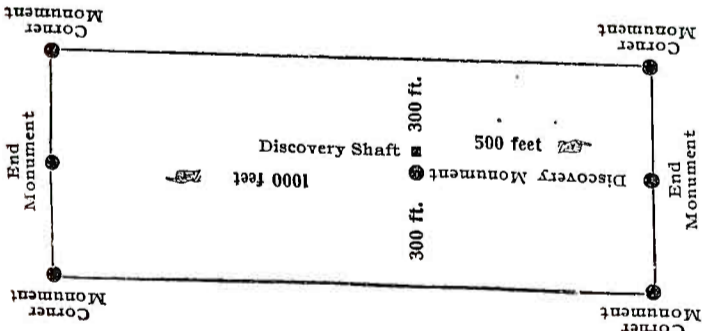 Corner
Monument
Corner
Monument
End
Monument
300 ft.
Discovery Shaft
500 feet
1000 feet
Discovery Monument
End
Monument
300 ft.
Corner
Monument
Corner
Monument